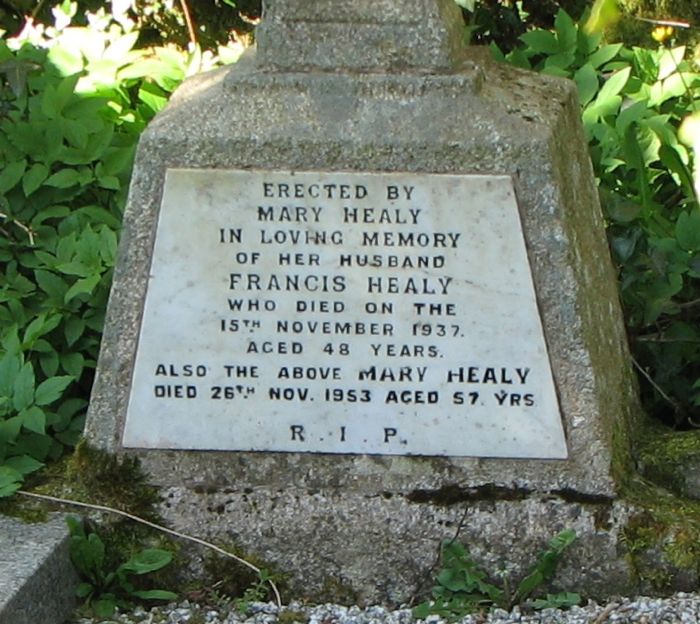 ERECTED BY
MARY HEALY
IN LOVING MEMORY
OF HER HUSBAND
FRANCIS HEALY
WHO DIED ON THE
15TH NOVEMBER 1937.
AGED 48 YEARS.
ALSO THE ABOVE MARY HEALY
DIED 26TH NOV. 1953 AGED 57. YRS.
R. I. P.